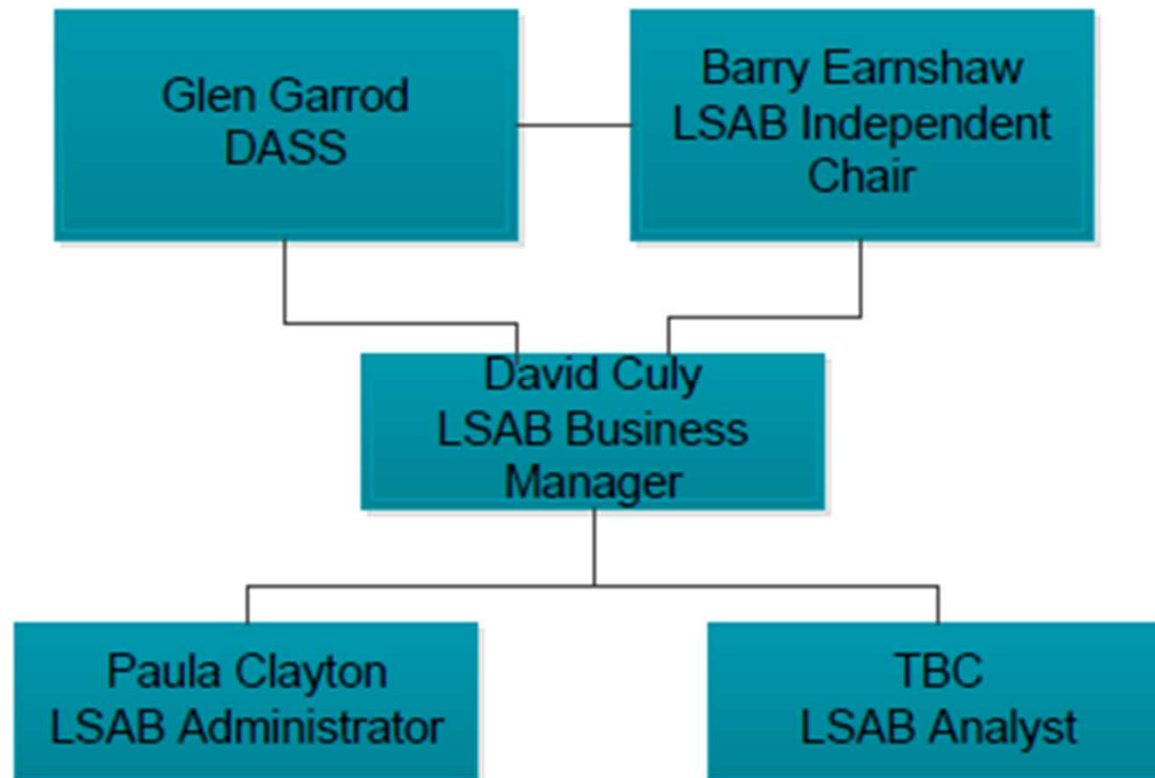 Glen Garrod
DASS
Barry Earnshaw
LSAB Independent
Chair
David Culy
LSAB Business
Manager
Paula Clayton
LSAB Administrator
TBC
LSAB Analyst